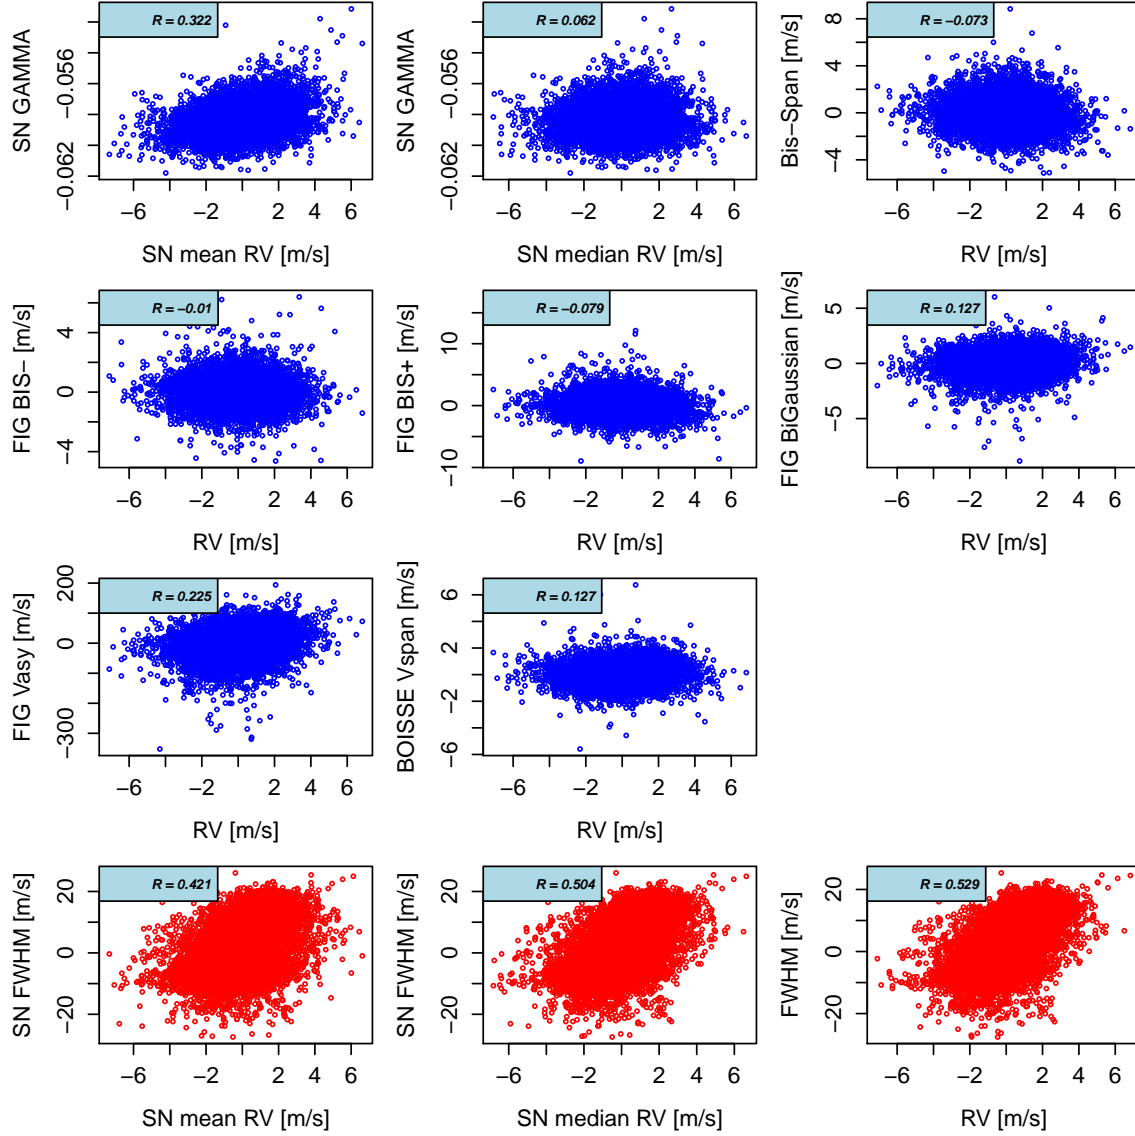 R = 0.322
SN GAMMA
−0.062
−0.056
−6
−2
2
4
6
SN mean RV [m/s]
R = 0.062
SN GAMMA
−0.062
−0.056
−6
−2
2
4
6
SN median RV [m/s]
R = −0.073
Bis−Span [m/s]
−4
0
4
8
−6
−2
2
4
6
RV [m/s]
R = −0.01
FIG BIS− [m/s]
−4
0
4
−6
−2
2
4
6
RV [m/s]
R = −0.079
FIG BIS+ [m/s]
−10
0
10
−6
−2
2
4
6
RV [m/s]
R = 0.127
FIG BiGaussian [m/s]
−5
0
5
−6
−2
2
4
6
RV [m/s]
R = 0.225
FIG Vasy [m/s]
−300
0
200
−6
−2
2
4
6
RV [m/s]
R = 0.127
BOISSE Vspan [m/s]
−6
−2
2
6
−6
−2
2
4
6
RV [m/s]
R = 0.421
SN FWHM [m/s]
−20
0
20
−6
−2
2
4
6
SN mean RV [m/s]
R = 0.504
SN FWHM [m/s]
−20
0
20
−6
−2
2
4
6
SN median RV [m/s]
R = 0.529
FWHM [m/s]
−20
0
20
−6
−2
2
4
6
RV [m/s]